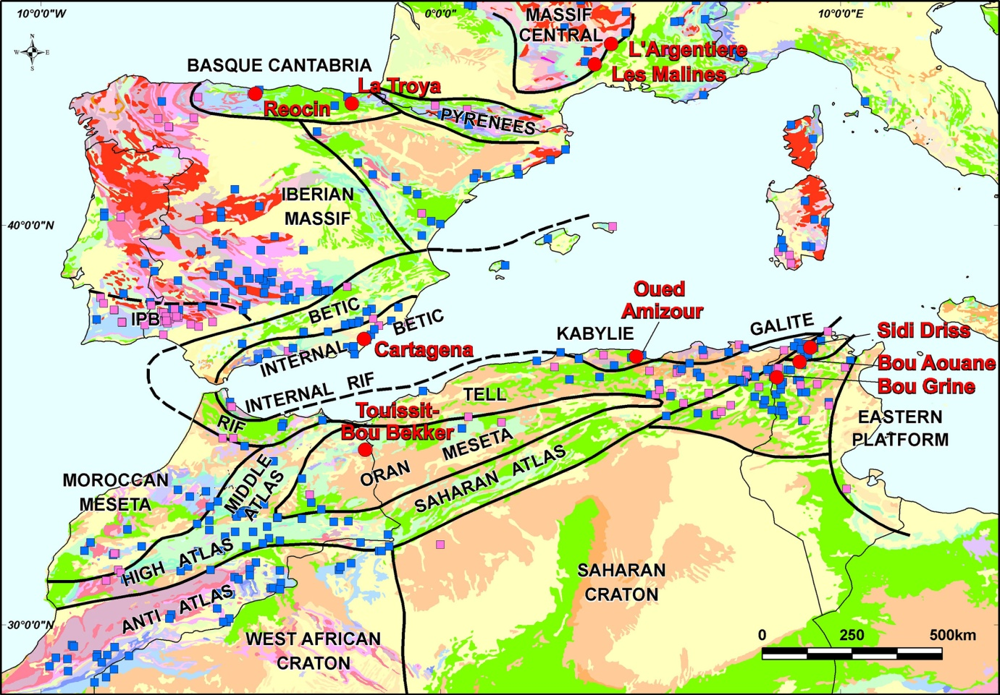 10°0'0"W
0°0'0"
10°0'0"E
N
W
E
S
MASSIF
CENTRAL
L'Argentiere
Les Malines
BASQUE CANTABRIA
La Troya
Reocin
PYRENEES
IBERIAN
MASSIF
40°0'0"N
IPB
BETIC
INTERNAL BETIC
Cartagena
Oued
Amizour
KABYLIE
GALITE
Sidi Driss
Bou Aouane
Bou Grine
INTERNAL RIF
RIF
TELL
Touissit-
Bou Bekker
EASTERN
PLATFORM
ORAN MESETA
MOROCCAN
MESETA
MIDDLE
ATLAS
SAHARAN ATLAS
HIGH ATLAS
ANTI ATLAS
SAHARAN
CRATON
30°0'0"N
WEST AFRICAN
CRATON
0 250 500km